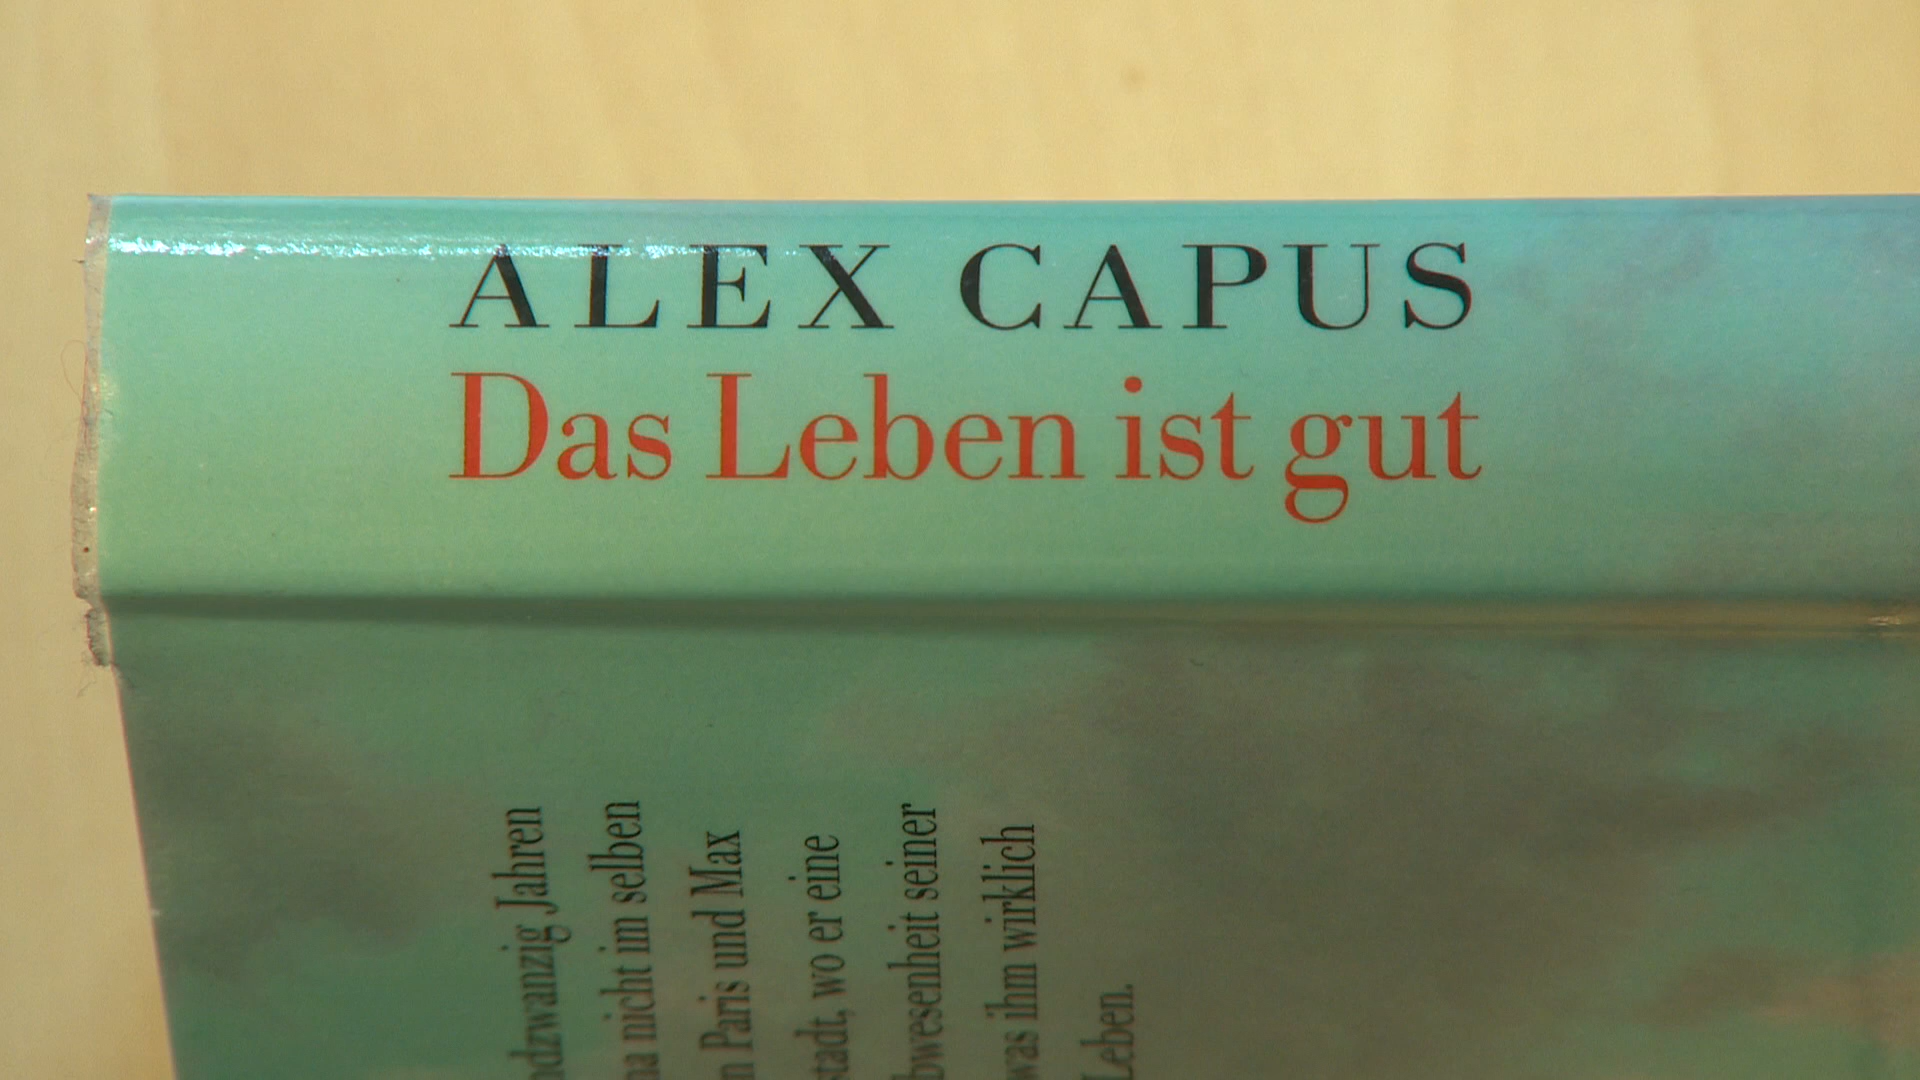 ALEX CAPUS
Das Leben ist gut
Jahren
nicht im selben
Paris und Max
wo er eine
seiner
was ihm wirklich
Leben.